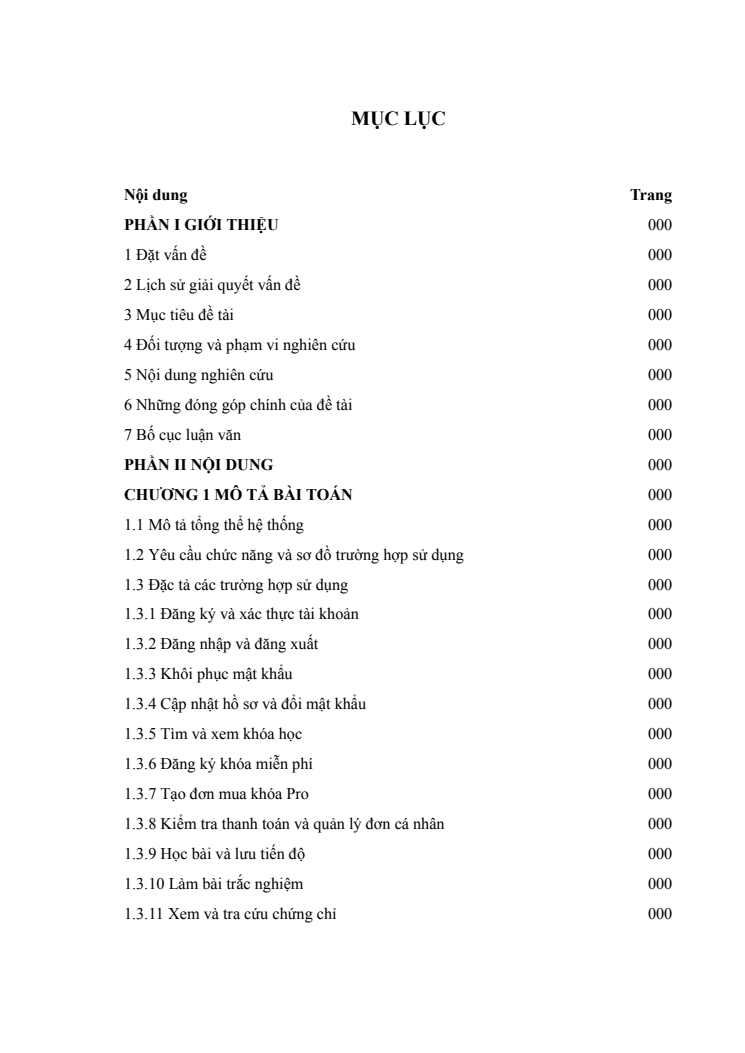 MỤC LỤC
Nội dung Trang
PHẦN I GIỚI THIỆU 000
1 Đặt vấn đề 000
2 Lịch sử giải quyết vấn đề 000
3 Mục tiêu đề tài 000
4 Đối tượng và phạm vi nghiên cứu 000
5 Nội dung nghiên cứu 000
6 Những đóng góp chính của đề tài 000
7 Bố cục luận văn 000
PHẦN II NỘI DUNG 000
CHƯƠNG 1 MÔ TẢ BÀI TOÁN 000
1.1 Mô tả tổng thể hệ thống 000
1.2 Yêu cầu chức năng và sơ đồ trường hợp sử dụng 000
1.3 Đặc tả các trường hợp sử dụng 000
1.3.1 Đăng ký và xác thực tài khoản 000
1.3.2 Đăng nhập và đăng xuất 000
1.3.3 Khôi phục mật khẩu 000
1.3.4 Cập nhật hồ sơ và đổi mật khẩu 000
1.3.5 Tìm và xem khóa học 000
1.3.6 Đăng ký khóa miễn phí 000
1.3.7 Tạo đơn mua khóa Pro 000
1.3.8 Kiểm tra thanh toán và quản lý đơn cá nhân 000
1.3.9 Học bài và lưu tiến độ 000
1.3.10 Làm bài trắc nghiệm 000
1.3.11 Xem và tra cứu chứng chỉ 000